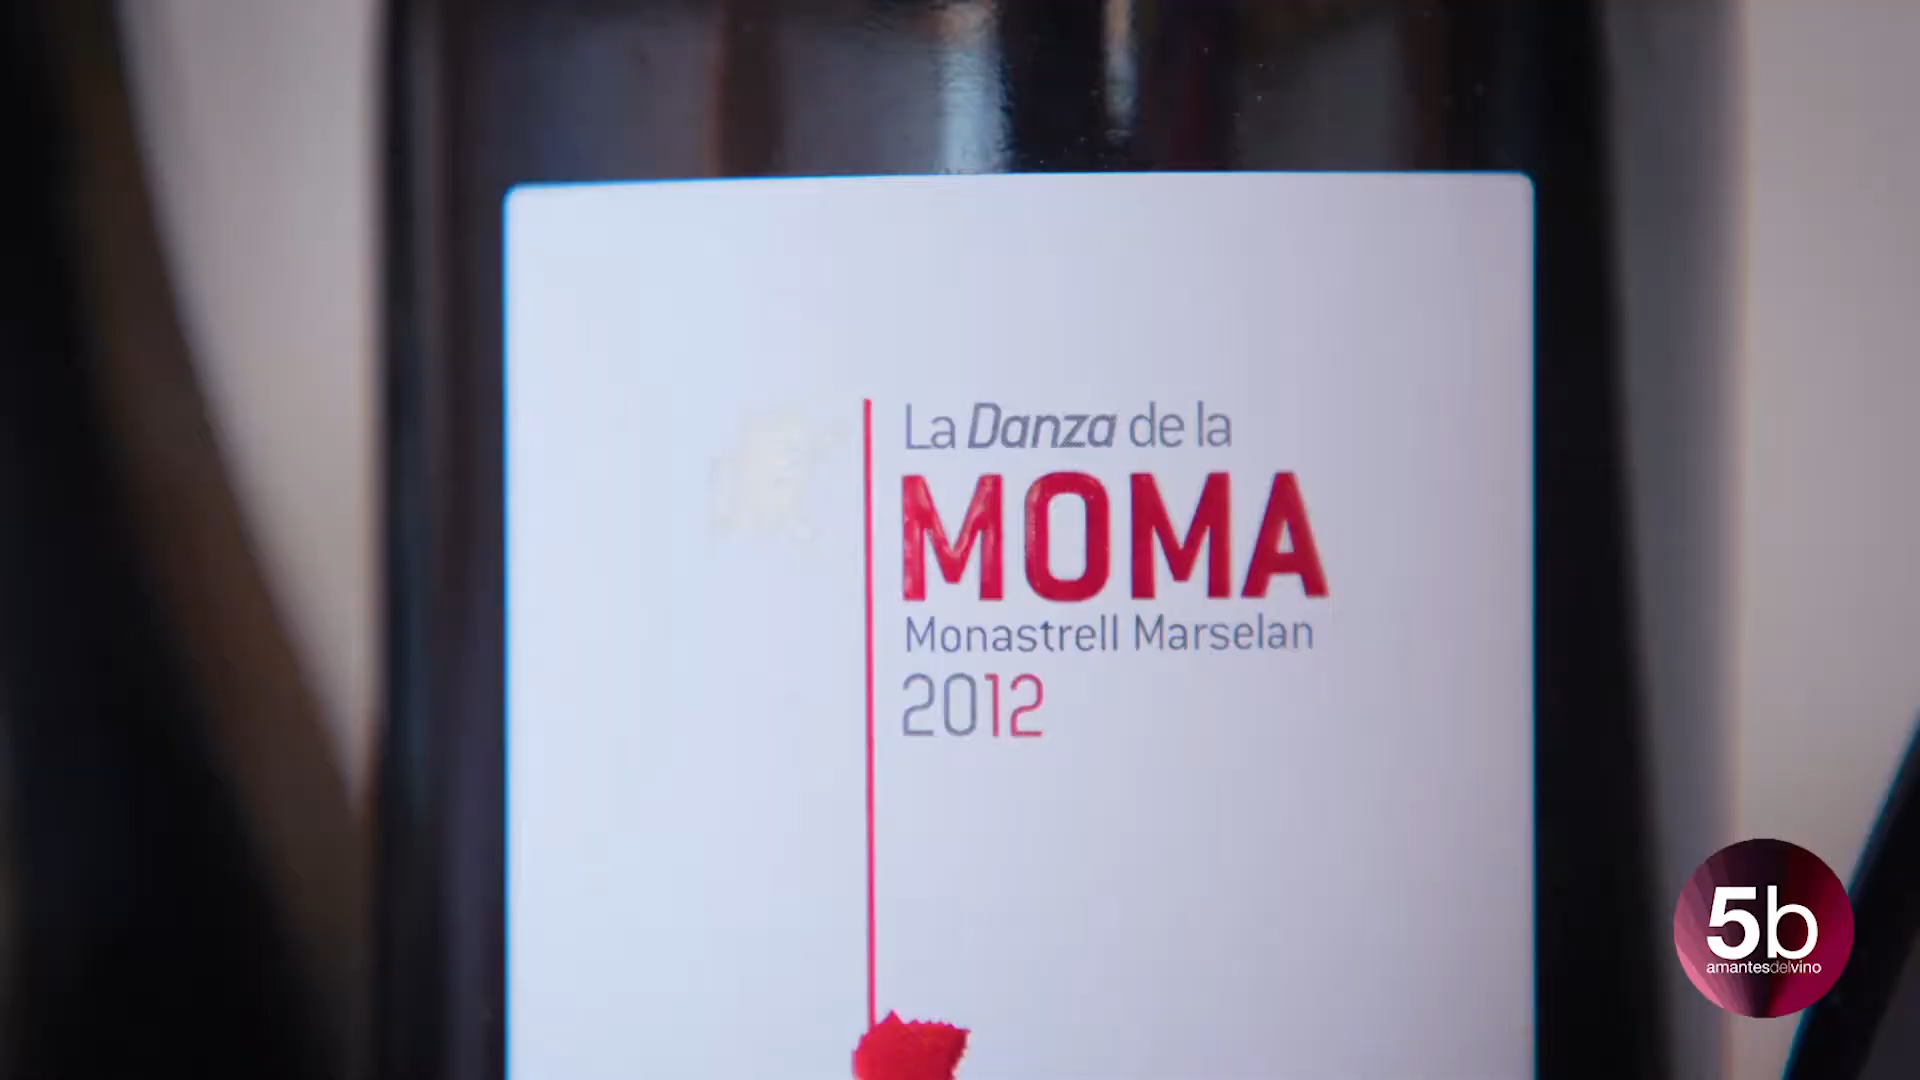 La Danza de la
MOMA
Monastrell Marselan
2012
5b
amantesdelvino